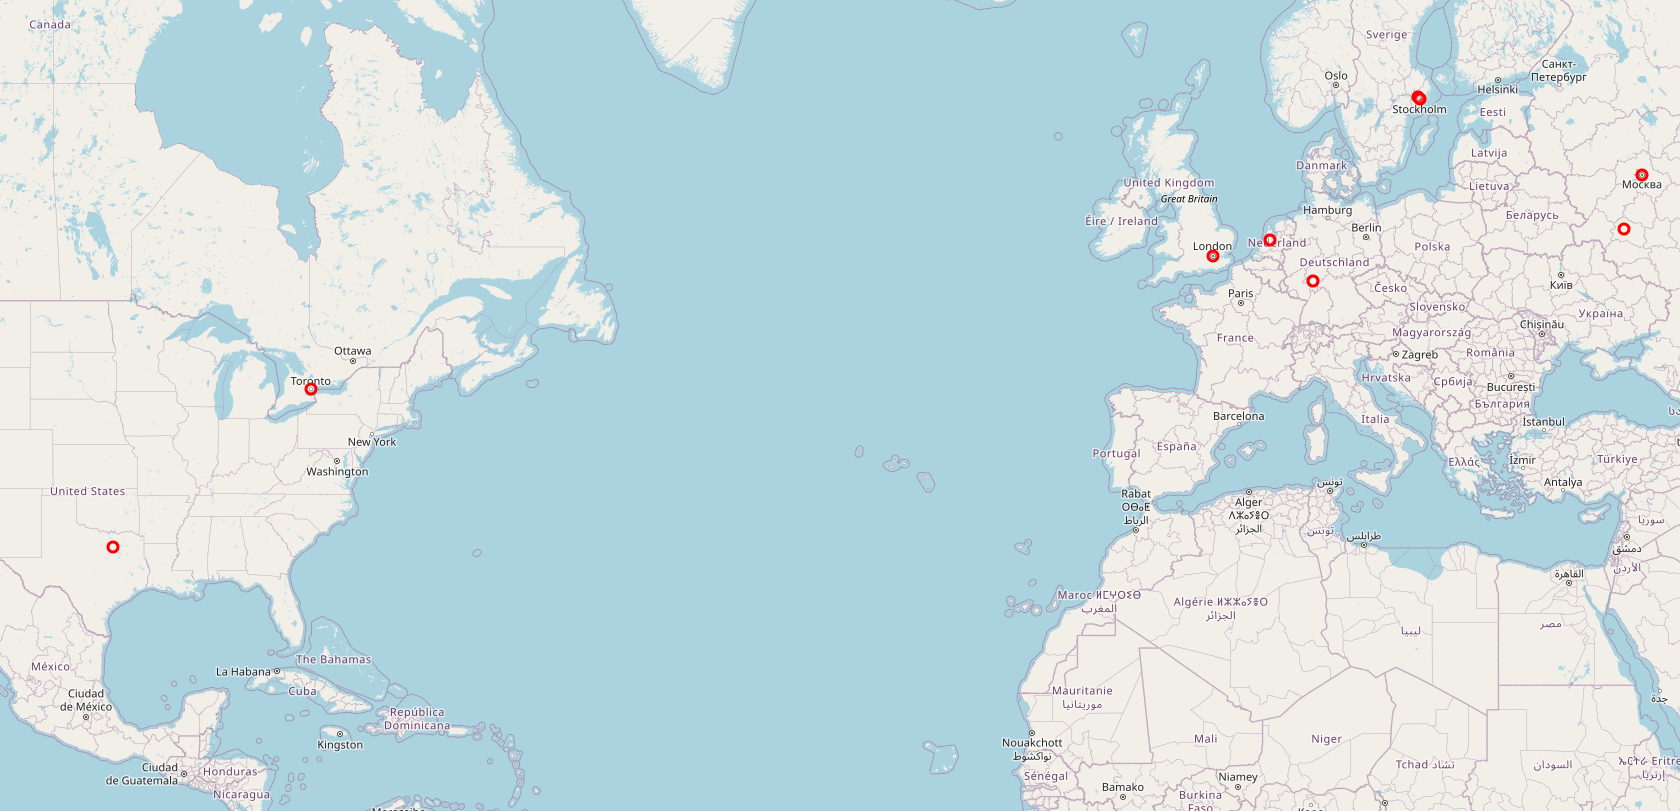 Canada
Sverige
Oslo
Санкт-
Петербург
Helsinki
Stockholm
Eesti
Latvija
Danmark
United Kingdom
Lietuva
Москва
Great Britain
Hamburg
Éire / Ireland
Беларусь
Berlin
London
Nederland
Polska
Deutschland
Česko
Київ
Paris
Slovensko
Україна
Chișinău
Magyarország
France
Ottawa
Zagreb
România
Toronto
Hrvatska
Србија
București
България
Barcelona
Italia
İstanbul
New York
España
Portugal
Ελλάς
İzmir
Türkiye
Washington
Antalya
تونس
United States
Rabat
ⵔⴱⴰⵟ
الرباط
Alger
ⴷⵣⴰⵢⵔ
الجزائر
تونس
طرابلس
سوريا
دمشق
الأردن
القاهرة
Maroc ⵍⵎⵖⵔⵉⴱ
المغرب
Algérie ⵍⵣⵣⴰⵢⴻⵔ
الجزائر
ليبيا
مصر
The Bahamas
México
La Habana
Cuba
Ciudad
de México
República
Dominicana
Mauritanie
موريتانيا
جدة
Kingston
Nouakchott
نواكشوط
Mali
Niger
Ciudad
de Guatemala
Honduras
Nicaragua
Sénégal
Bamako
Niamey
Burkina
Tchad تشاد
السودان